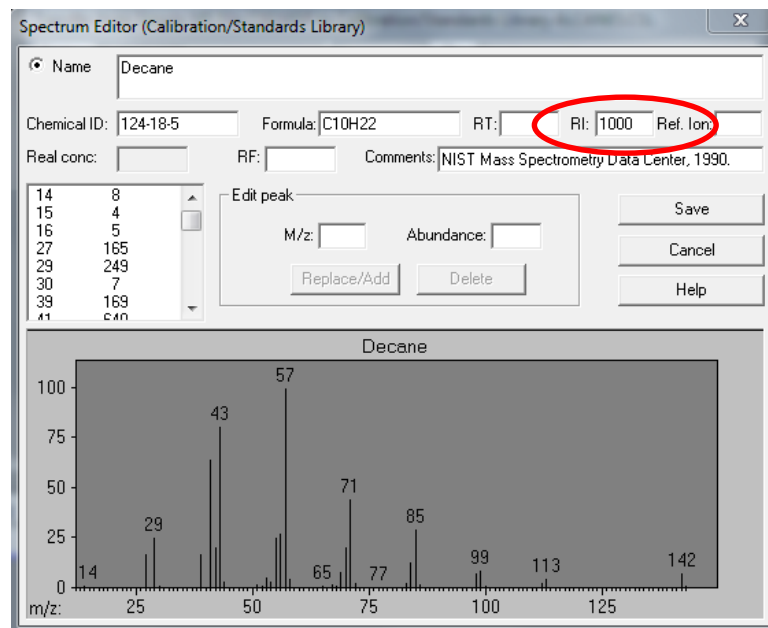 Spectrum Editor (Calibration/Standards Library)
Name Decane
Chemical ID: 124-18-5 Formula: C10H22 RT: RI: 1000 Ref. Ion:
Real conc: RF: Comments: NIST Mass Spectrometry Data Center, 1990.
14 8
15 4
16 5
27 165
29 249
30 7
39 169
41 640
Edit peak
M/z: Abundance:
Replace/Add Delete
Save
Cancel
Help
Decane
100
75
50
25
0
57
43
71
29
85
14
65
77
99
113
142
m/z: 25 50 75 100 125